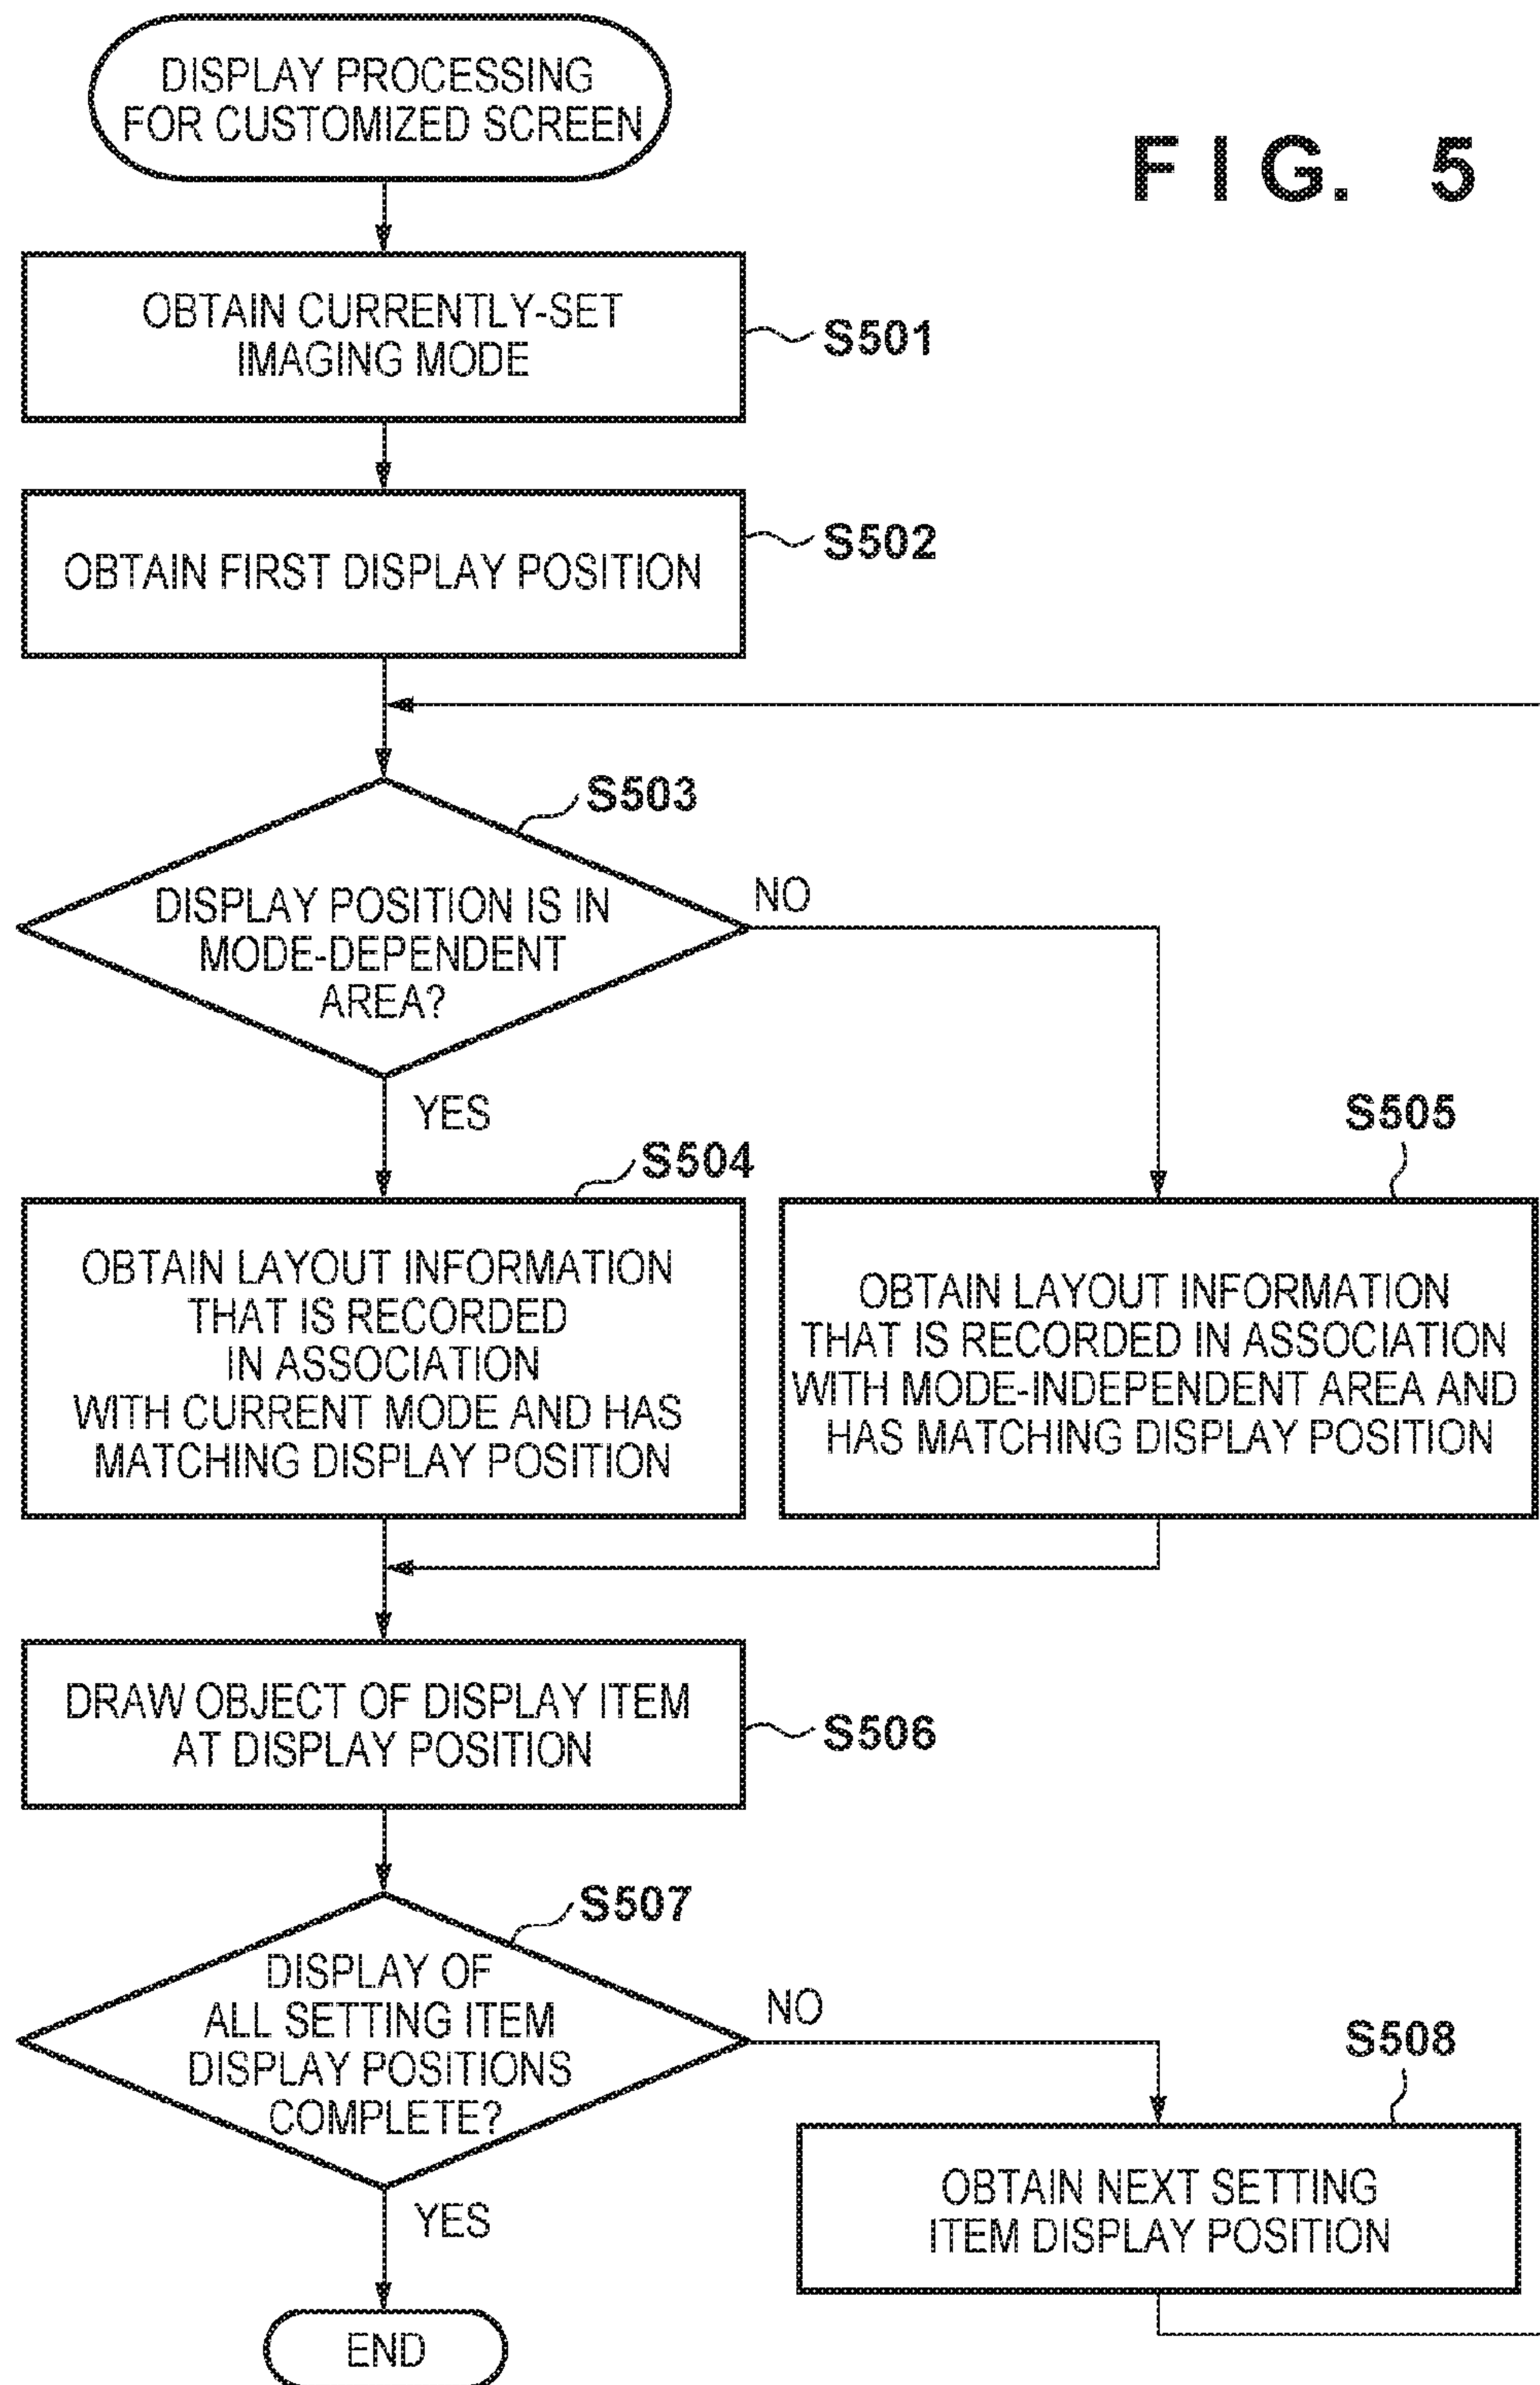 DISPLAY PROCESSING
FOR CUSTOMIZED SCREEN
FIG. 5
OBTAIN CURRENTLY-SET
IMAGING MODE
S501
OBTAIN FIRST DISPLAY POSITION
S502
S503
DISPLAY POSITION IS IN
MODE-DEPENDENT
AREA?
NO
YES
S504
OBTAIN LAYOUT INFORMATION
THAT IS RECORDED
IN ASSOCIATION
WITH CURRENT MODE AND HAS
MATCHING DISPLAY POSITION
S505
OBTAIN LAYOUT INFORMATION
THAT IS RECORDED IN ASSOCIATION
WITH MODE-INDEPENDENT AREA AND
HAS MATCHING DISPLAY POSITION
DRAW OBJECT OF DISPLAY ITEM
AT DISPLAY POSITION
S506
S507
DISPLAY OF
ALL SETTING ITEM
DISPLAY POSITIONS
COMPLETE?
NO
S508
OBTAIN NEXT SETTING
ITEM DISPLAY POSITION
YES
END